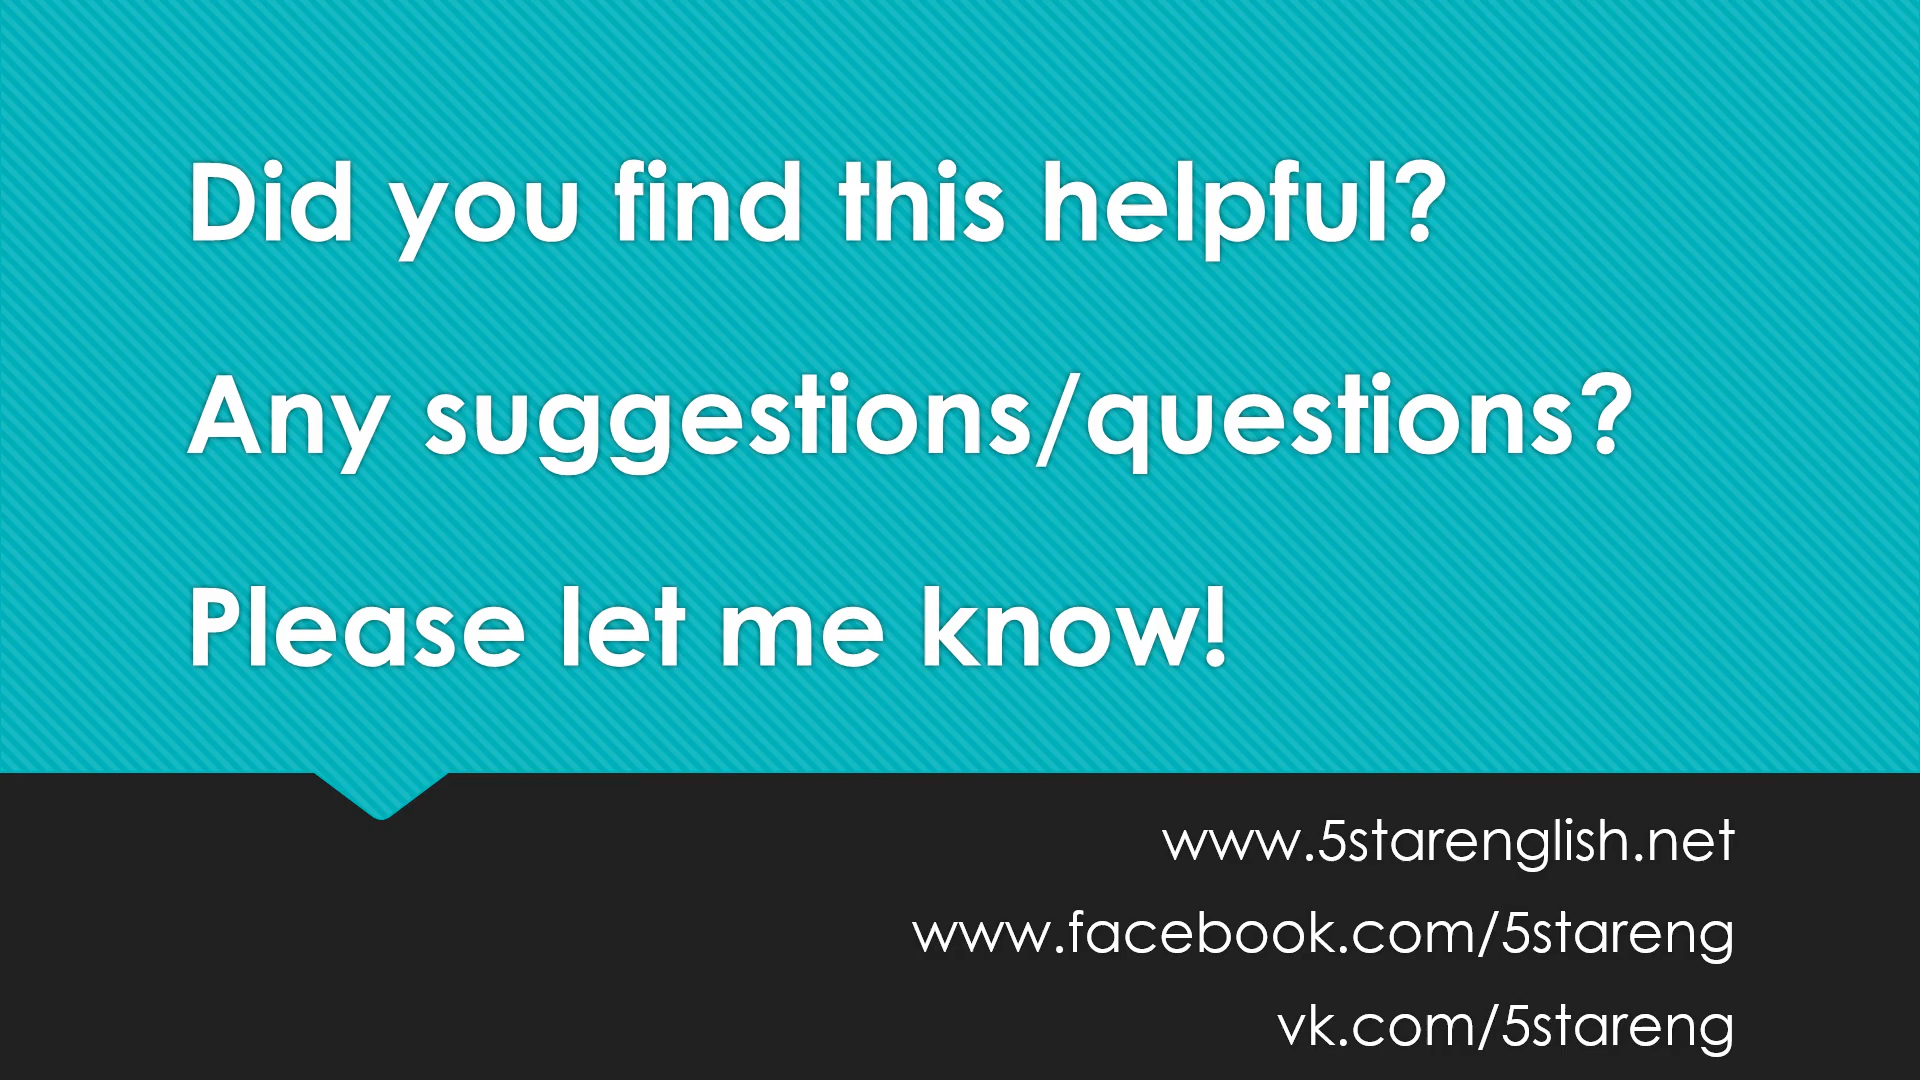 Did you find this helpful?
Any suggestions/questions?
Please let me know!
www.5starenglish.net
www.facebook.com/5stareng
vk.com/5stareng